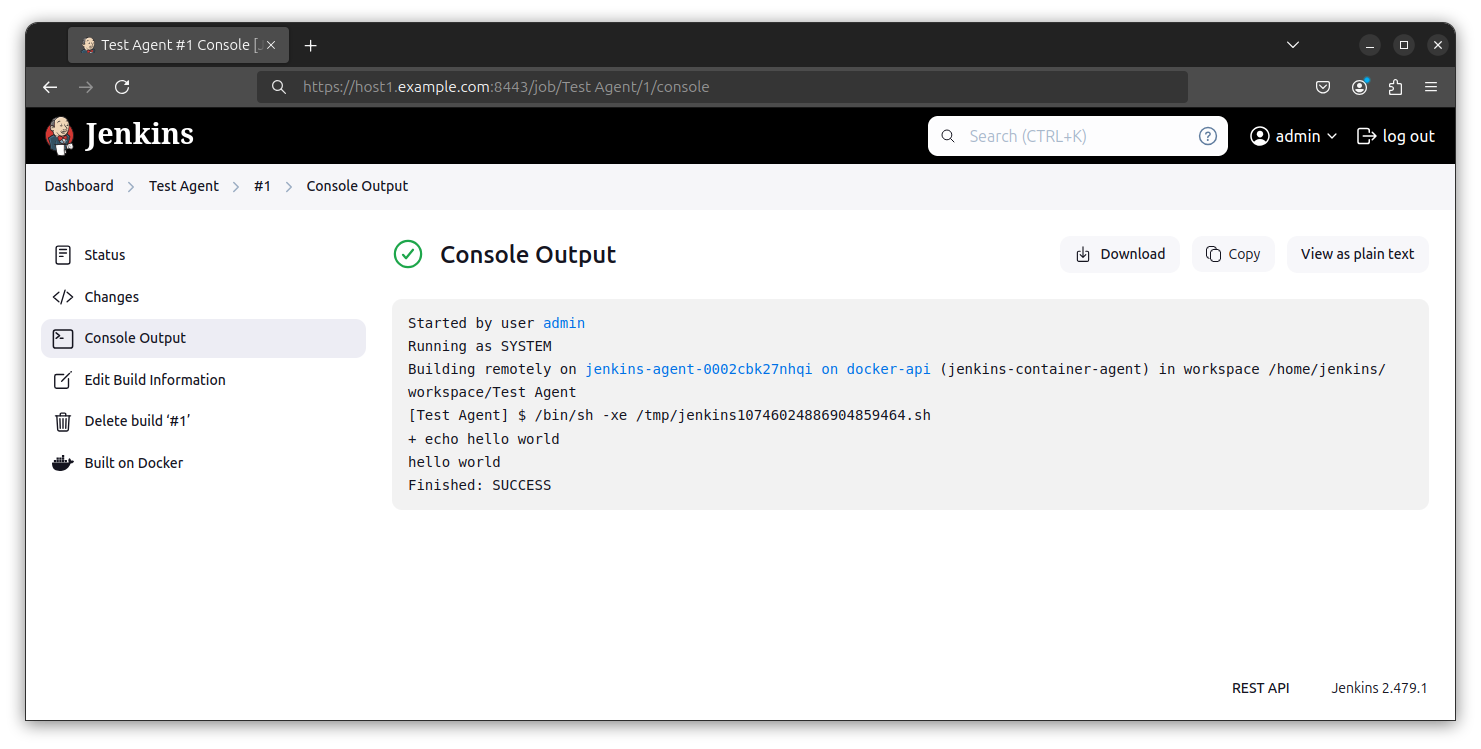 Test Agent #1 Console [J
https://host1.example.com:8443/job/Test Agent/1/console
Jenkins
Search (CTRL+K)
?
admin
log out
Dashboard
Test Agent
#1
Console Output
Status
Changes
Console Output
Edit Build Information
Delete build ‘#1’
Built on Docker
Console Output
Download
Copy
View as plain text
Started by user admin
Running as SYSTEM
Building remotely on jenkins-agent-0002cbk27nhqi on docker-api (jenkins-container-agent) in workspace /home/jenkins/
workspace/Test Agent
[Test Agent] $ /bin/sh -xe /tmp/jenkins10746024886904859464.sh
+ echo hello world
hello world
Finished: SUCCESS
REST API
Jenkins 2.479.1